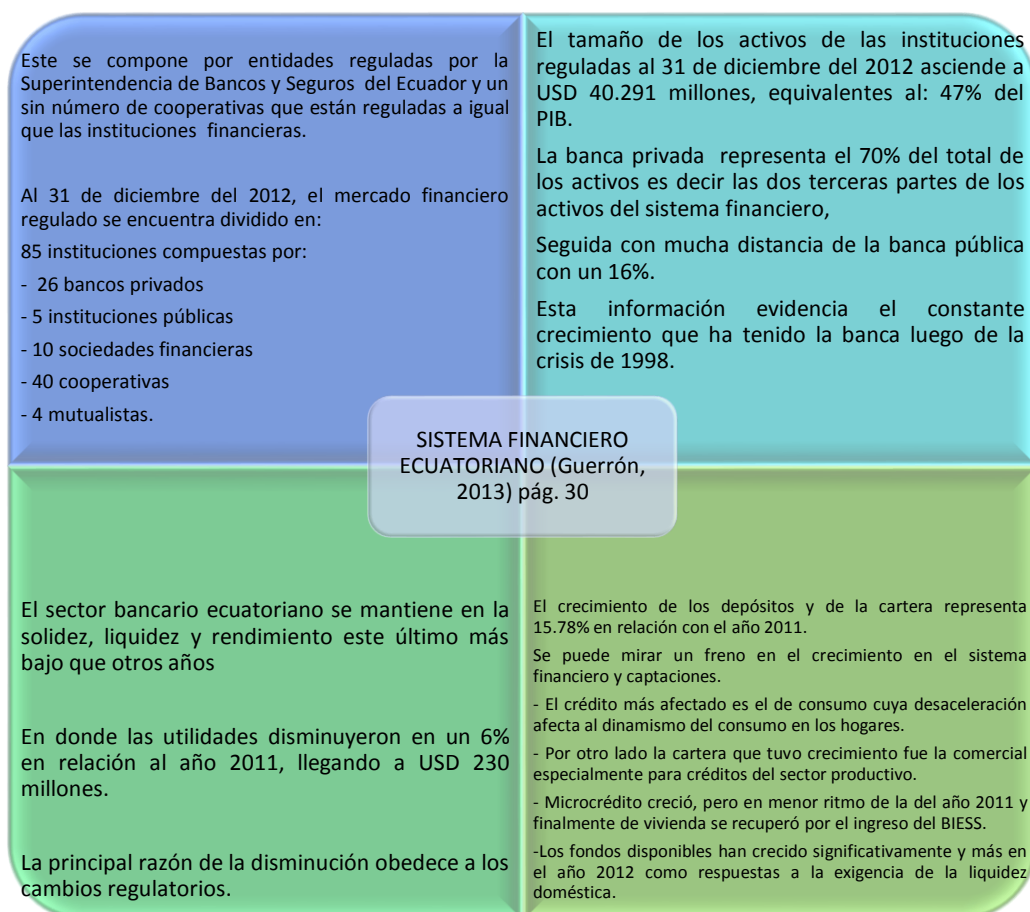 Este se compone por entidades reguladas por la
Superintendencia de Bancos y Seguros del Ecuador y un
sin número de cooperativas que están reguladas a igual
que las instituciones financieras.
Al 31 de diciembre del 2012, el mercado financiero
regulado se encuentra dividido en:
85 instituciones compuestas por:
- 26 bancos privados
- 5 instituciones públicas
- 10 sociedades financieras
- 40 cooperativas
- 4 mutualistas.
El tamaño de los activos de las instituciones
reguladas al 31 de diciembre del 2012 asciende a
USD 40.291 millones, equivalentes al: 47% del
PIB.
La banca privada representa el 70% del total de
los activos es decir las dos terceras partes de los
activos del sistema financiero,
Seguida con mucha distancia de la banca pública
con un 16%.
Esta información evidencia el constante
crecimiento que ha tenido la banca luego de la
crisis de 1998.
SISTEMA FINANCIERO
ECUATORIANO (Guerrón,
2013) pág. 30
El sector bancario ecuatoriano se mantiene en la
solidez, liquidez y rendimiento este último más
bajo que otros años
En donde las utilidades disminuyeron en un 6%
en relación al año 2011, llegando a USD 230
millones.
La principal razón de la disminución obedece a los
cambios regulatorios.
El crecimiento de los depósitos y de la cartera representa
15.78% en relación con el año 2011.
Se puede mirar un freno en el crecimiento en el sistema
financiero y captaciones.
- El crédito más afectado es el de consumo cuya desaceleración
afecta al dinamismo del consumo en los hogares.
- Por otro lado la cartera que tuvo crecimiento fue la comercial
especialmente para créditos del sector productivo.
- Microcrédito creció, pero en menor ritmo de la del año 2011 y
finalmente de vivienda se recuperó por el ingreso del BIESS.
-Los fondos disponibles han crecido significativamente y más en
el año 2012 como respuestas a la exigencia de la liquidez
doméstica.